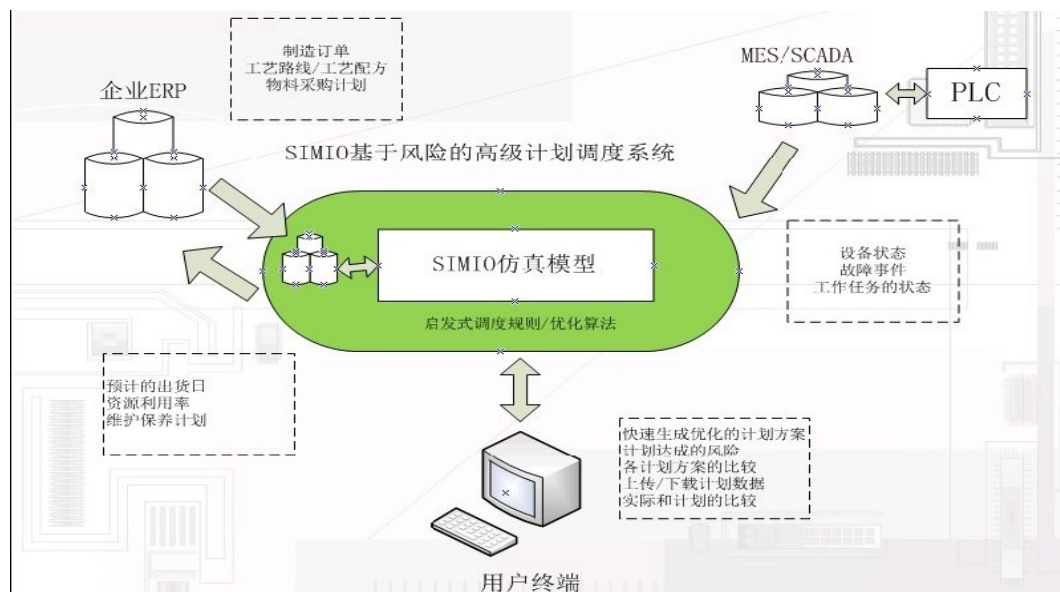 制造订单
工艺路线/工艺配方
物料采购计划
企业ERP
MES/SCADA
PLC
SIMIO基于风险的高级计划调度系统
SIMIO仿真模型
启发式调度规则/优化算法
设备状态
故障事件
工作任务的状态
预计的出货日
资源利用率
维护保养计划
快速生成优化的计划方案
计划达成的风险
各计划方案的比较
上传/下载计划数据
实际和计划的比较
用户终端